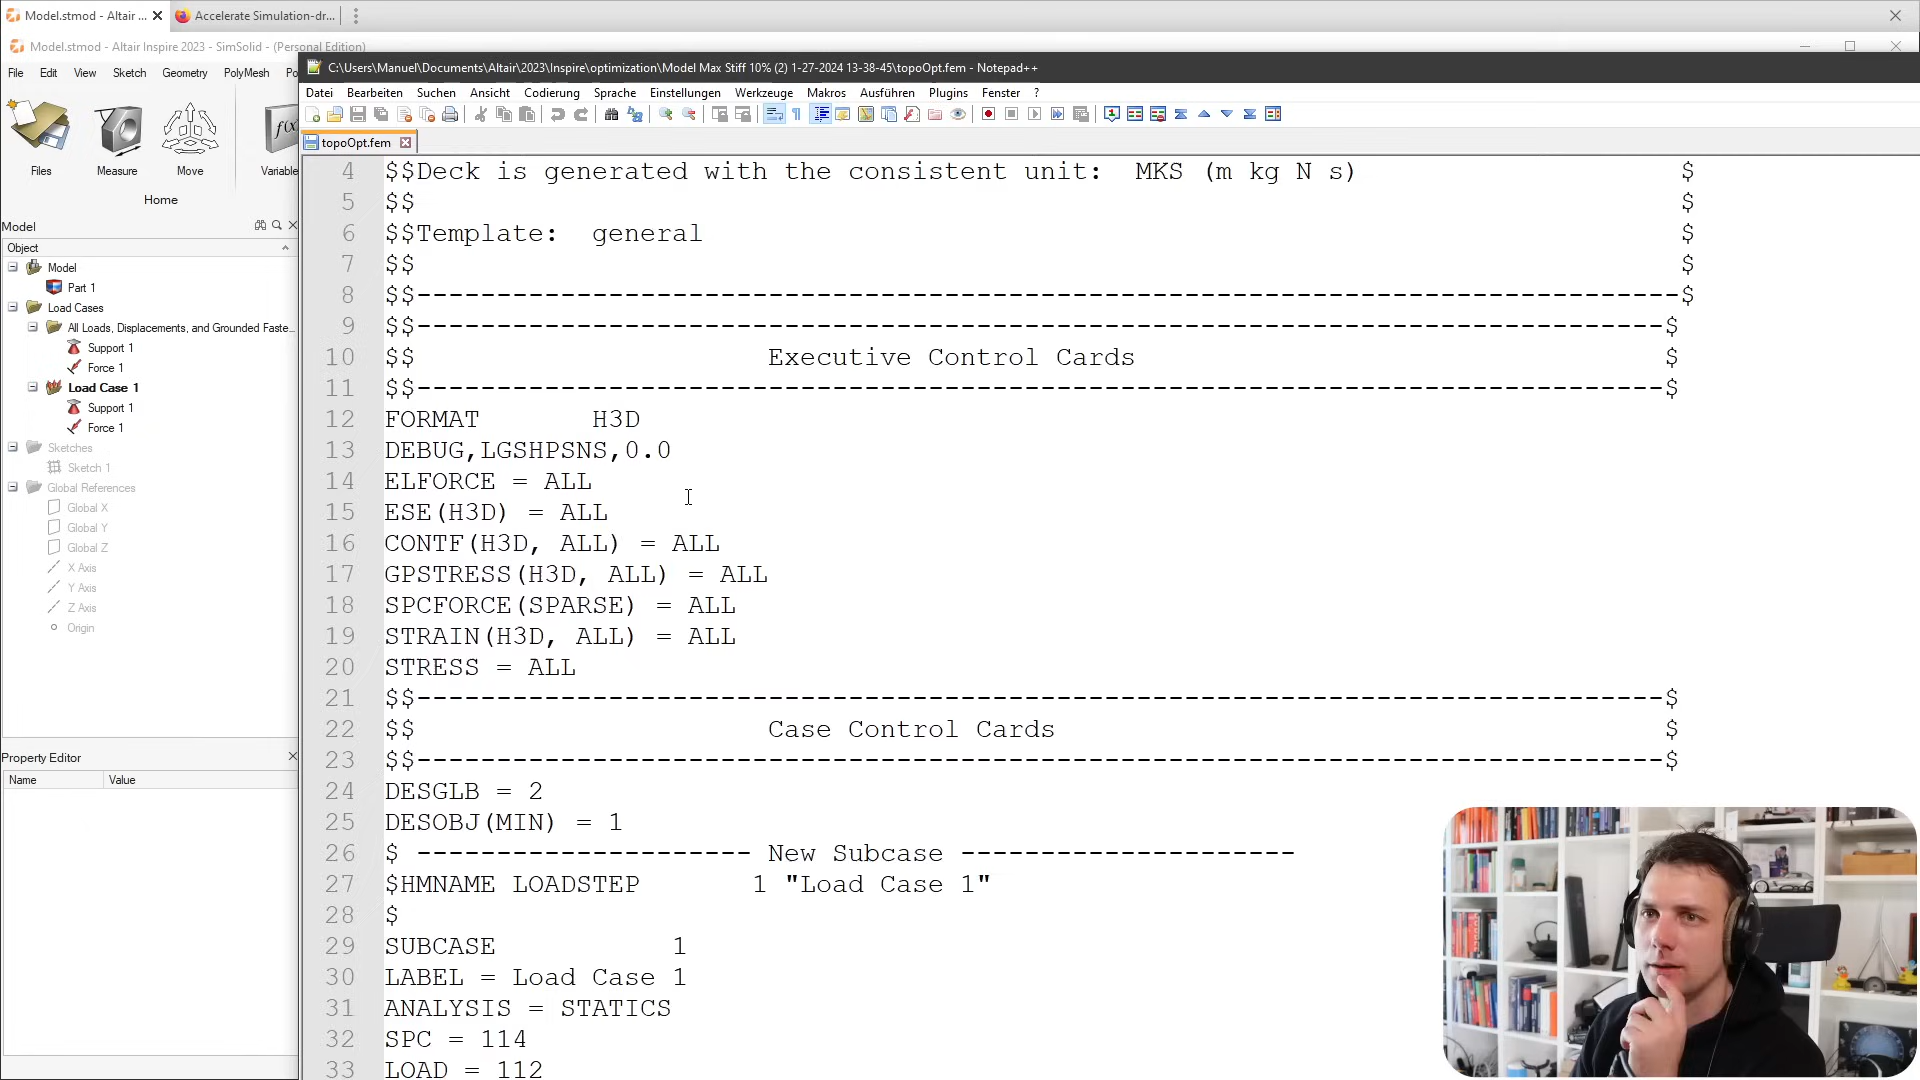 Model.stmod - Altair ...
Accelerate Simulation-dr...
Model.stmod - Altair Inspire 2023 - SimSolid - (Personal Edition)
File Edit View Sketch Geometry PolyMesh Po
Files Measure Move Variable
f(x)
Home
Model
Object
Model
Part 1
Load Cases
All Loads, Displacements, and Grounded Faste...
Support 1
Force 1
Load Case 1
Support 1
Force 1
Sketches
Sketch 1
Global References
Global X
Global Y
Global Z
X Axis
Y Axis
Z Axis
Origin
Property Editor
Name Value
C:\Users\Manuel\Documents\Altair\2023\Inspire\optimization\Model Max Stiff 10% (2) 1-27-2024 13-38-45\topoOpt.fem - Notepad++
Datei Bearbeiten Suchen Ansicht Codierung Sprache Einstellungen Werkzeuge Makros Ausführen Plugins Fenster ?
topoOpt.fem
4 $$Deck is generated with the consistent unit:  MKS (m kg N s) $
5 $$ $
6 $$Template:  general $
7 $$ $
8 $$-------------------------------------------------------------------------------$
9 $$------------------------------------------------------------------------------$
10 $$                      Executive Control Cards                                 $
11 $$------------------------------------------------------------------------------$
12 FORMAT       H3D
13 DEBUG,LGSHPSNS,0.0
14 ELFORCE = ALL
15 ESE(H3D) = ALL
16 CONTF(H3D, ALL) = ALL
17 GPSTRESS(H3D, ALL) = ALL
18 SPCFORCE(SPARSE) = ALL
19 STRAIN(H3D, ALL) = ALL
20 STRESS = ALL
21 $$------------------------------------------------------------------------------$
22 $$                      Case Control Cards                                      $
23 $$------------------------------------------------------------------------------$
24 DESGLB = 2
25 DESOBJ(MIN) = 1
26 $ --------------------- New Subcase ---------------------
27 $HMNAME LOADSTEP       1 "Load Case 1"
28 $
29 SUBCASE           1
30 LABEL = Load Case 1
31 ANALYSIS = STATICS
32 SPC = 114
33 LOAD = 112